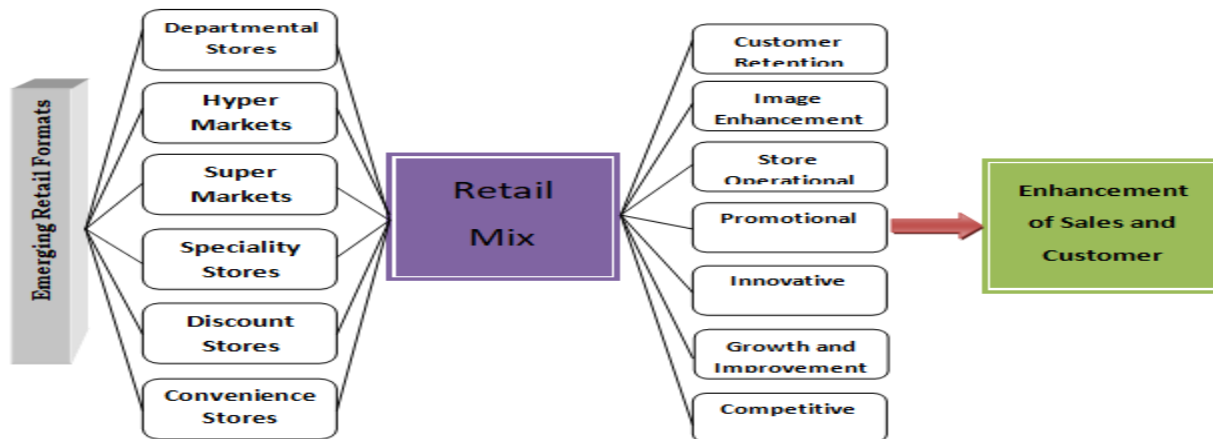 Emerging Retail Formats
Departmental
Stores
Hyper
Markets
Super
Markets
Speciality
Stores
Discount
Stores
Convenience
Stores
Retail
Mix
Customer
Retention
Image
Enhancement
Store
Operational
Promotional
Innovative
Growth and
Improvement
Competitive
Enhancement
of Sales and
Customer